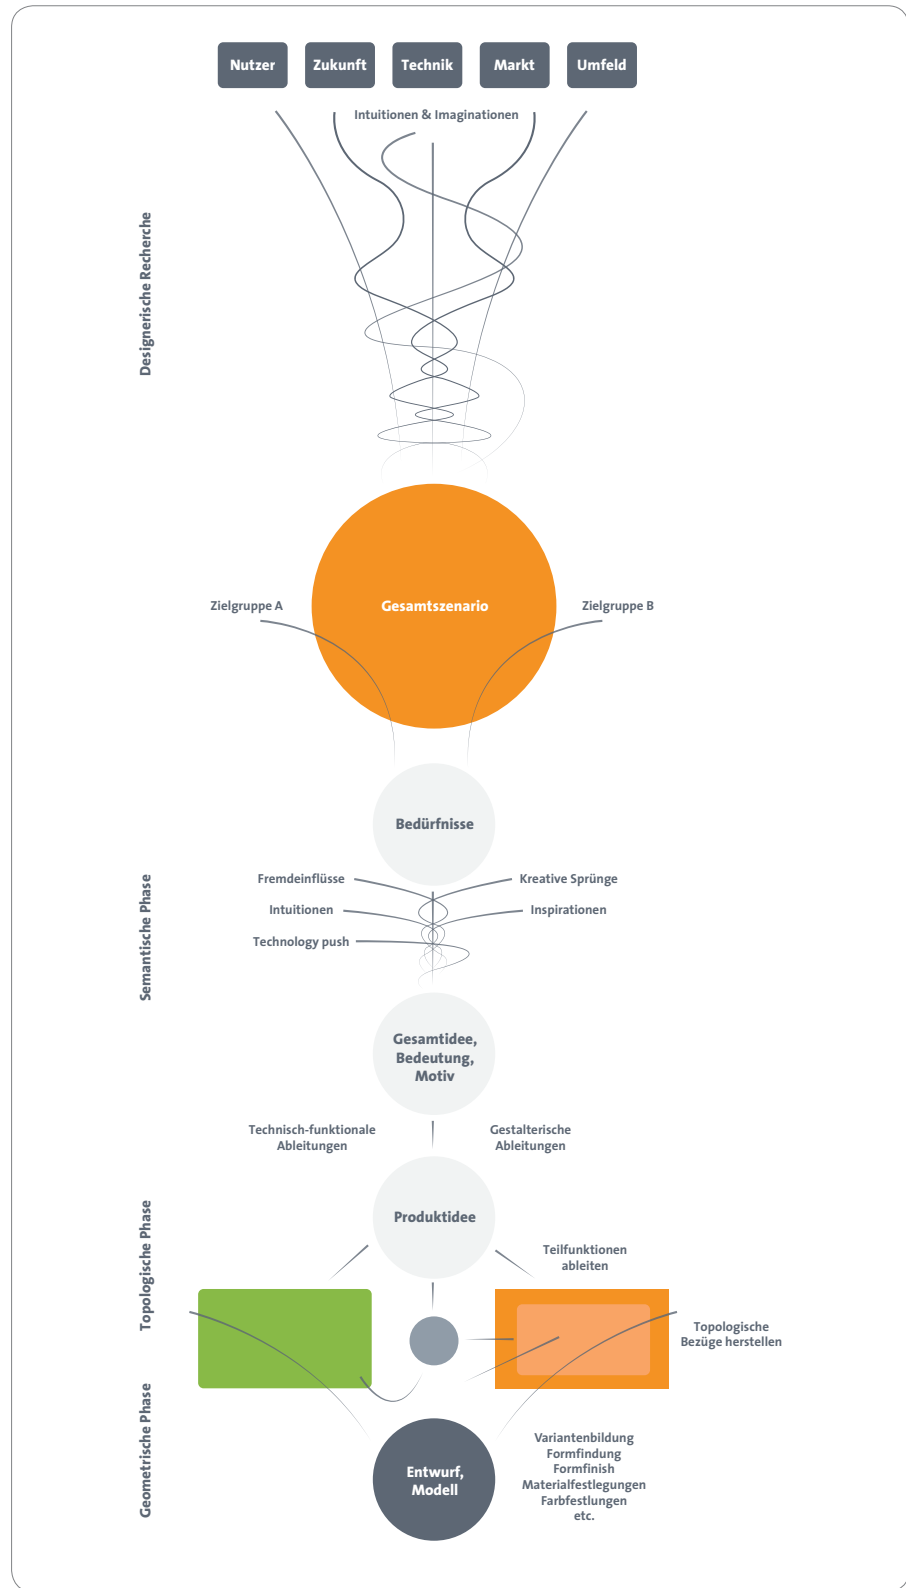 Nutzer
Zukunft
Technik
Markt
Umfeld
Intuitionen & Imaginationen
Designerische Recherche
Gesamtszenario
Zielgruppe A
Zielgruppe B
Bedürfnisse
Semantische Phase
Fremdeinflüsse
Kreative Sprünge
Intuitionen
Inspirationen
Technology push
Gesamtidee,
Bedeutung,
Motiv
Technisch-funktionale
Ableitungen
Gestalterische
Ableitungen
Topologische Phase
Produktidee
Teilfunktionen
ableiten
Topologische
Bezüge herstellen
Geometrische Phase
Entwurf,
Modell
Variantenbildung
Formfindung
Formfinish
Materialfestlegungen
Farbfestlungen
etc.